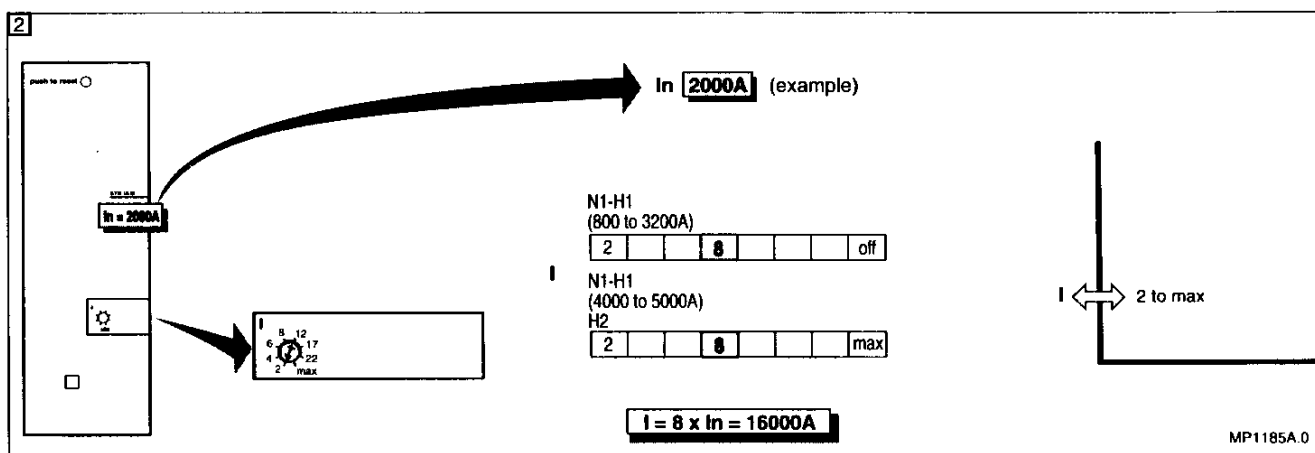 2
push to reset
In = 2000A
In 2000A (example)
N1-H1
(800 to 3200A)
2 8 off
I
N1-H1
(4000 to 5000A)
H2
2 8 max
I
8 12
6 17
4 22
2 max
I 2 to max
I = 8 x In = 16000A
MP1185A.0